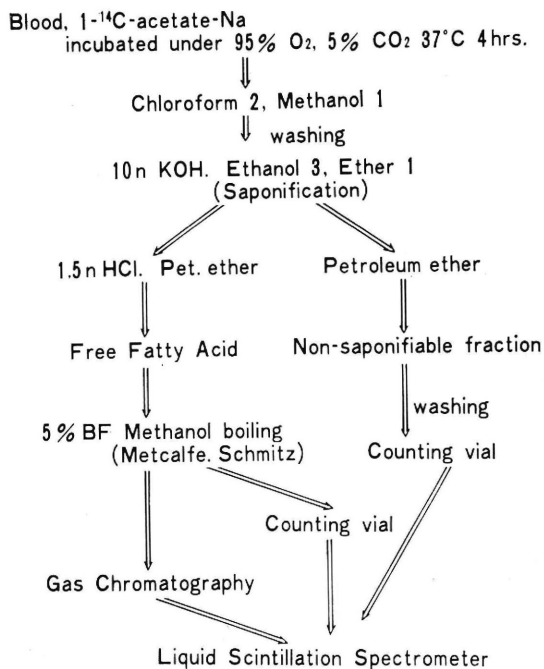 Blood, 1-¹⁴C-acetate-Na
incubated under 95% O₂, 5% CO₂ 37°C 4hrs.
Chloroform 2, Methanol 1
washing
10n KOH. Ethanol 3, Ether 1
(Saponification)
1.5n HCl. Pet. ether
Petroleum ether
Free Fatty Acid
Non-saponifiable fraction
washing
5% BF Methanol boiling
(Metcalfe. Schmitz)
Counting vial
Counting vial
Gas Chromatography
Liquid Scintillation Spectrometer